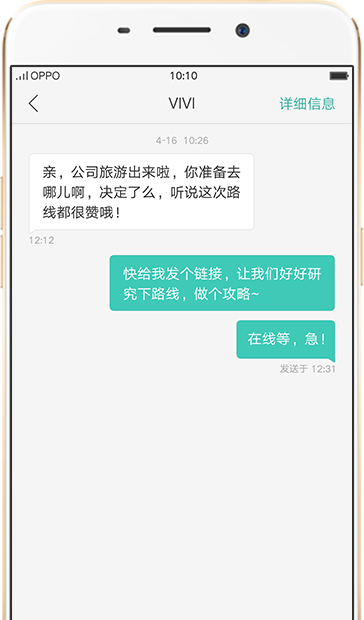 OPPO
10:10
VIVI
详细信息
4-16 10:26
亲，公司旅游出来啦，你准备去
哪儿啊，决定了么，听说这次路
线都很赞哦！
12:12
快给我发个链接，让我们好好研
究下路线，做个攻略~
在线等，急！
发送于 12:31